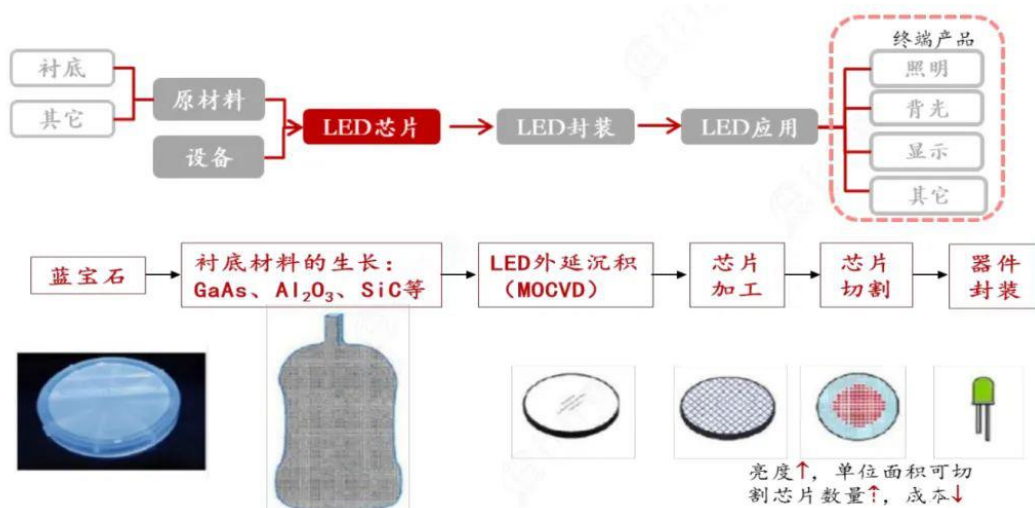 终端产品
衬底
其它
原材料
设备
LED芯片
LED封装
LED应用
照明
背光
显示
其它
蓝宝石
衬底材料的生长：
GaAs、Al₂O₃、SiC等
LED外延沉积
（MOCVD）
芯片
加工
芯片
切割
器件
封装
亮度↑，单位面积可切
割芯片数量↑，成本↓